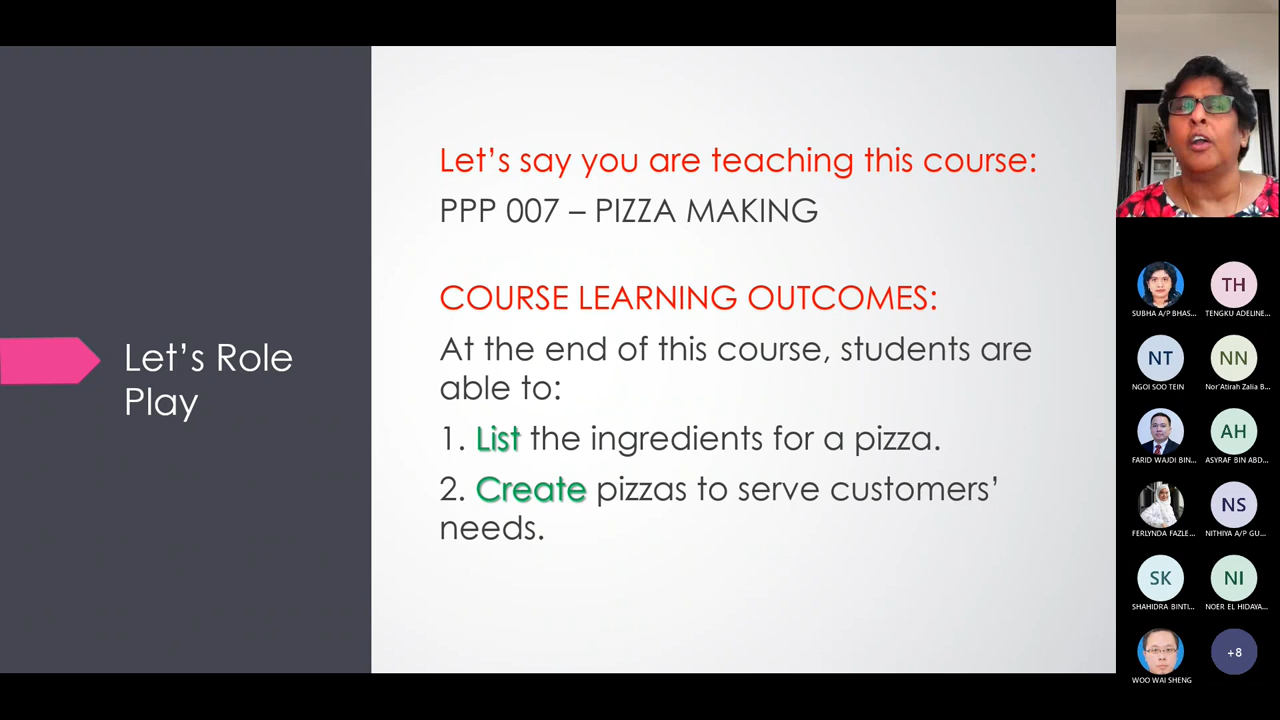 Let's Role
Play
Let's say you are teaching this course:
PPP 007 – PIZZA MAKING
COURSE LEARNING OUTCOMES:
At the end of this course, students are
able to:
1. List the ingredients for a pizza.
2. Create pizzas to serve customers'
needs.
SUBHA A/P BHAS...
TH
TENGKU ADELINE...
NT
NGOI SOO TEIN
NN
Nor'Atirah Zalia B...
FARID WAJDI BIN...
AH
ASYRAF BIN ABD...
FERLYNDA FAZLE...
NS
NITHIYA A/P GU...
SK
SHAHIDRA BINTI...
NI
NOER EL HIDAYA...
WOO WAI SHENG
+8